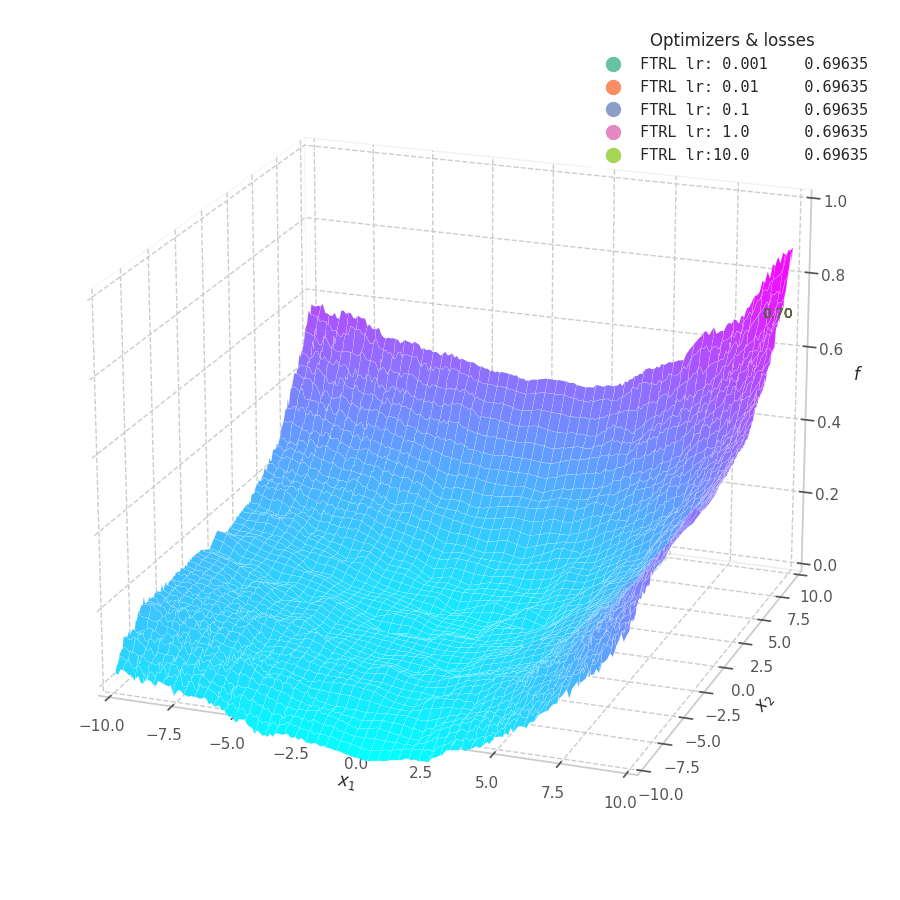 Optimizers & losses
FTRL lr: 0.001 0.69635
FTRL lr: 0.01 0.69635
FTRL lr: 0.1 0.69635
FTRL lr: 1.0 0.69635
FTRL lr:10.0 0.69635
1.0
0.8
0.70
0.6
f
0.4
0.2
0.0
10.0
7.5
5.0
2.5
0.0
−2.5
−5.0
−7.5
−10.0
x₂
−10.0
−7.5
−5.0
−2.5
0.0
2.5
5.0
7.5
10.0
x₁